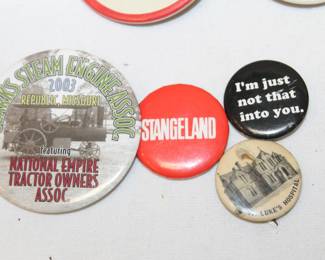 STEAM ENGINE ASSOC.
2003
REPUBLIC, MISSOURI
featuring
NATIONAL EMPIRE
TRACTOR OWNERS
ASSOC.
STANGELAND
I'm just
not that
into you.
LUKE'S HOSPITAL